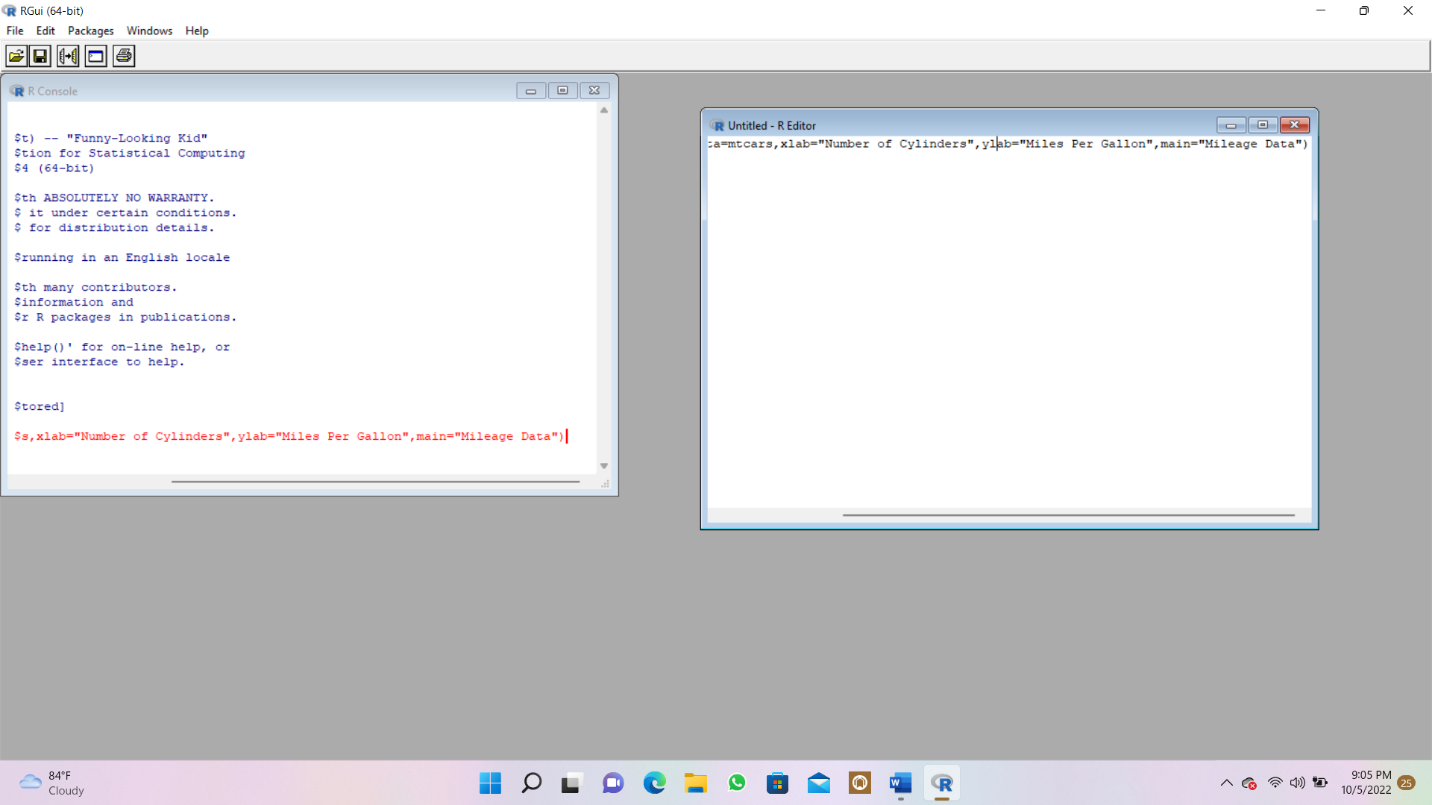 RGui (64-bit)
File Edit Packages Windows Help
R Console
$t) -- "Funny-Looking Kid"
$tion for Statistical Computing
$4 (64-bit)
$th ABSOLUTELY NO WARRANTY.
$ it under certain conditions.
$ for distribution details.
$running in an English locale
$th many contributors.
$information and
$r R packages in publications.
$help()' for on-line help, or
$ser interface to help.
$tored]
$s,xlab="Number of Cylinders",ylab="Miles Per Gallon",main="Mileage Data")
Untitled - R Editor
ta=mtcars,xlab="Number of Cylinders",ylab="Miles Per Gallon",main="Mileage Data")
84°F
Cloudy
9:05 PM
10/5/2022
25